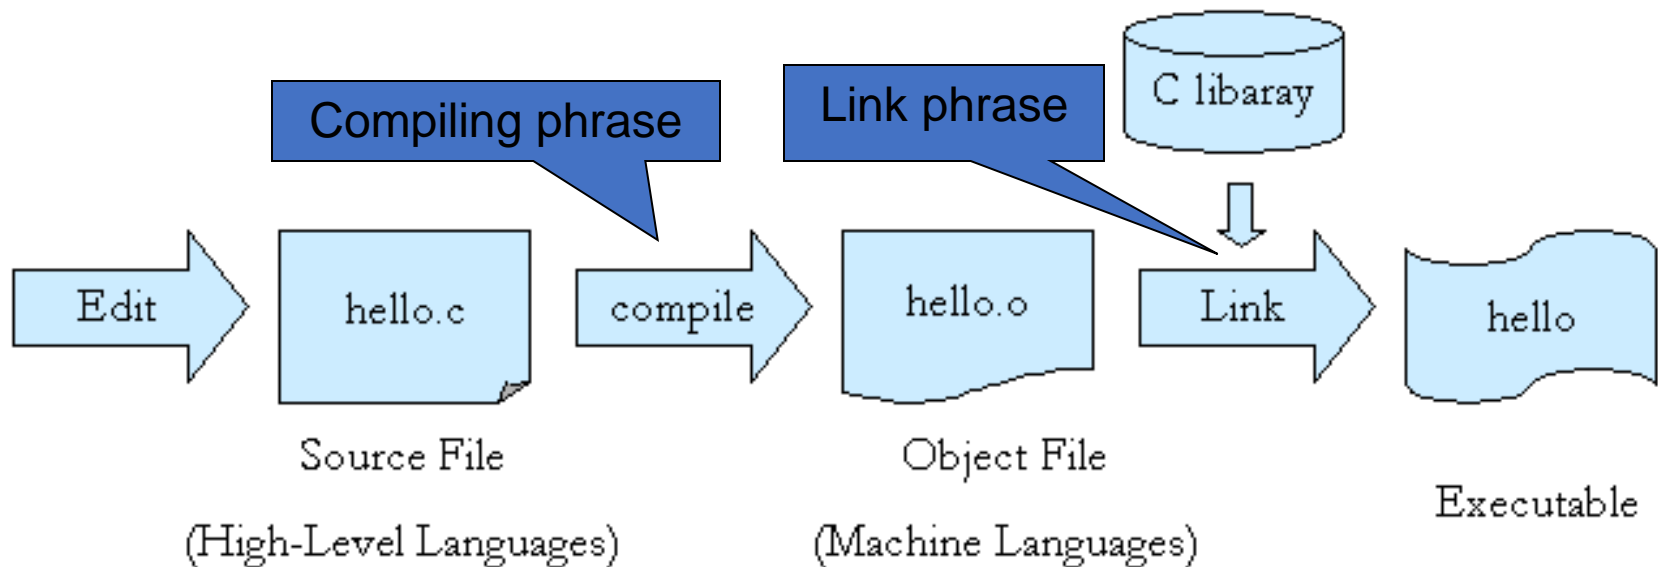 C libaray
Compiling phrase
Link phrase
Edit
hello.c
compile
hello.o
Link
hello
Source File
(High-Level Languages)
Object File
(Machine Languages)
Executable